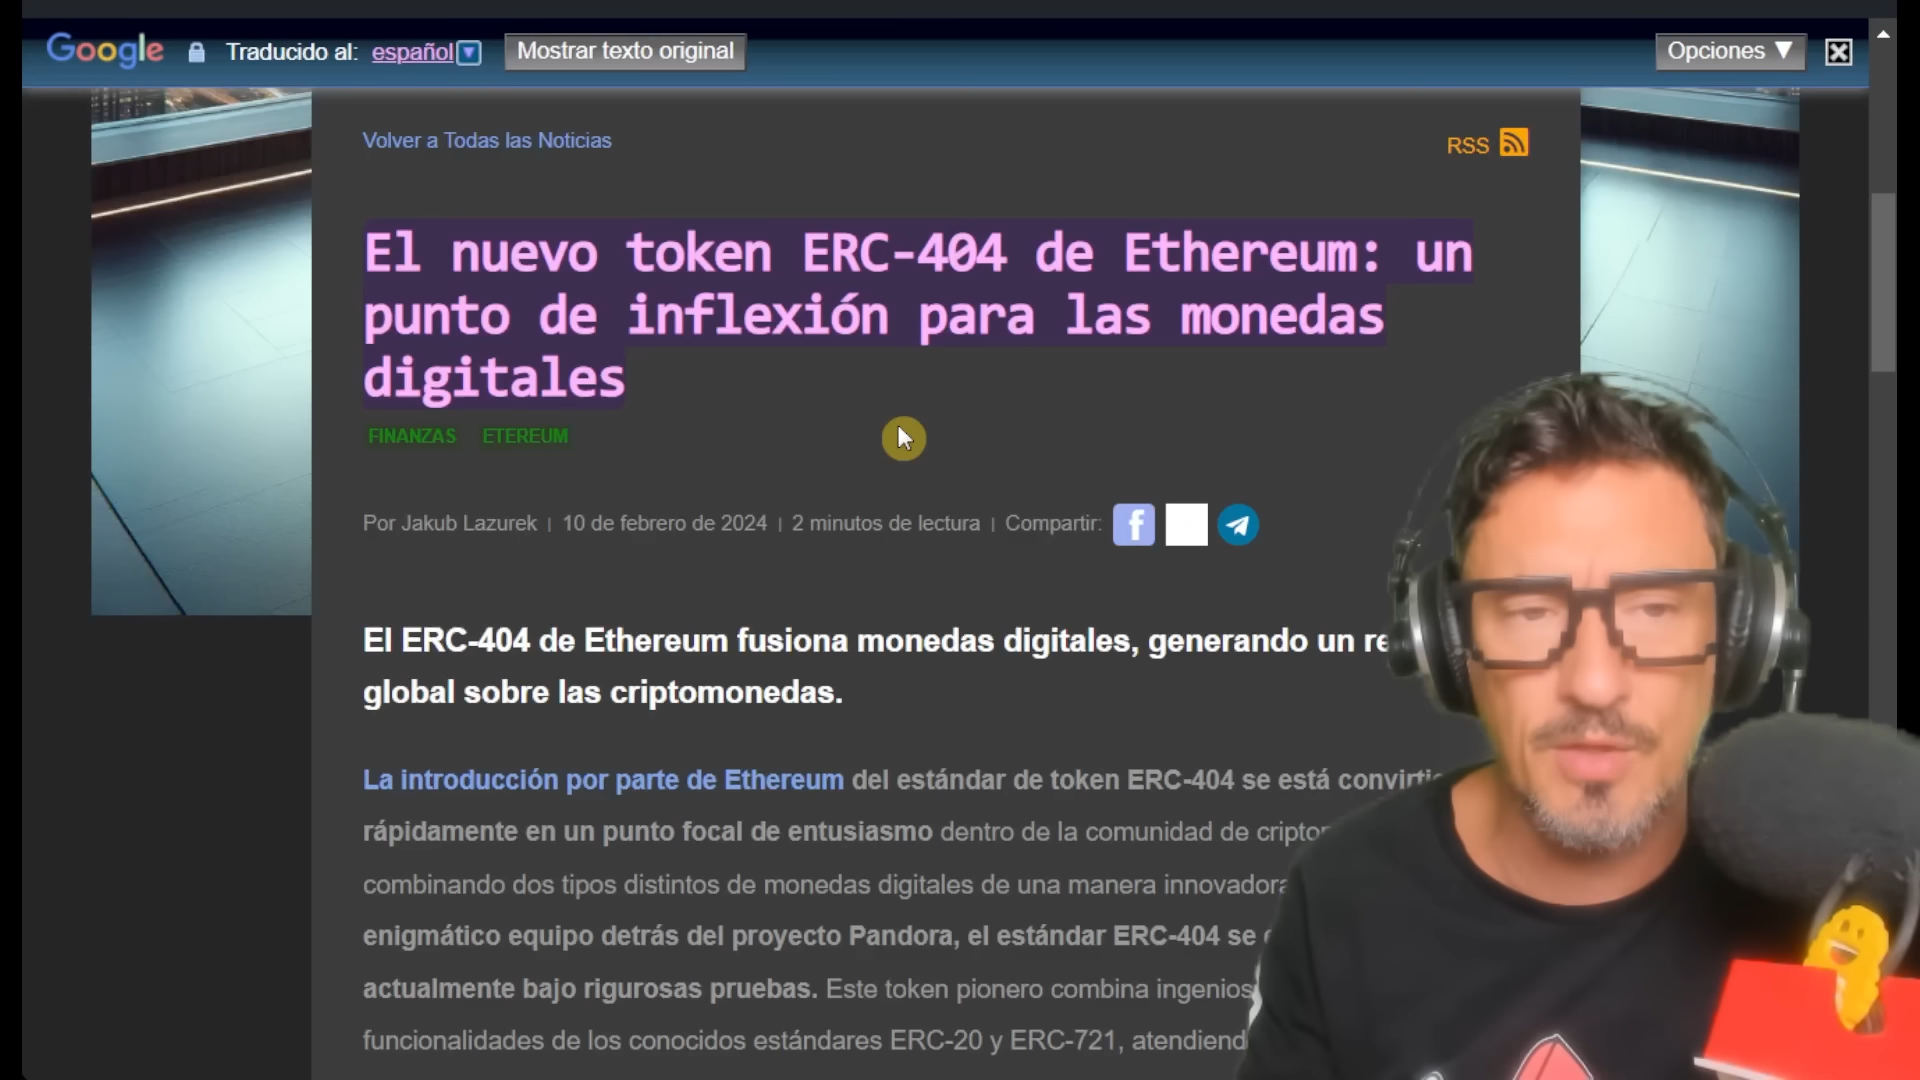 Google Traducido al: español Mostrar texto original Opciones ▼
Volver a Todas las Noticias RSS
El nuevo token ERC-404 de Ethereum: un
punto de inflexión para las monedas
digitales
FINANZAS ETEREUM
Por Jakub Lazurek | 10 de febrero de 2024 | 2 minutos de lectura | Compartir:
El ERC-404 de Ethereum fusiona monedas digitales, generando un
global sobre las criptomonedas.
La introducción por parte de Ethereum del estándar de token ERC-404 se está
rápidamente en un punto focal de entusiasmo dentro de la comunidad de
combinando dos tipos distintos de monedas digitales de una manera innovadora
enigmático equipo detrás del proyecto Pandora, el estándar ERC-404 se
actualmente bajo rigurosas pruebas. Este token pionero combina
funcionalidades de los conocidos estándares ERC-20 y ERC-721,